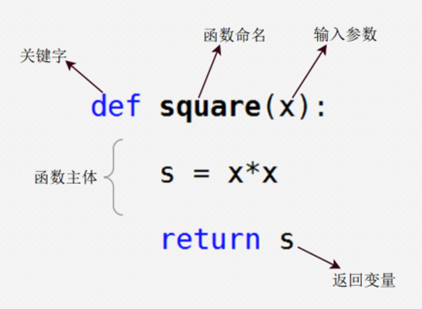 函数命名
输入参数
关键字
def square(x):
函数主体
s = x*x
return s
返回变量